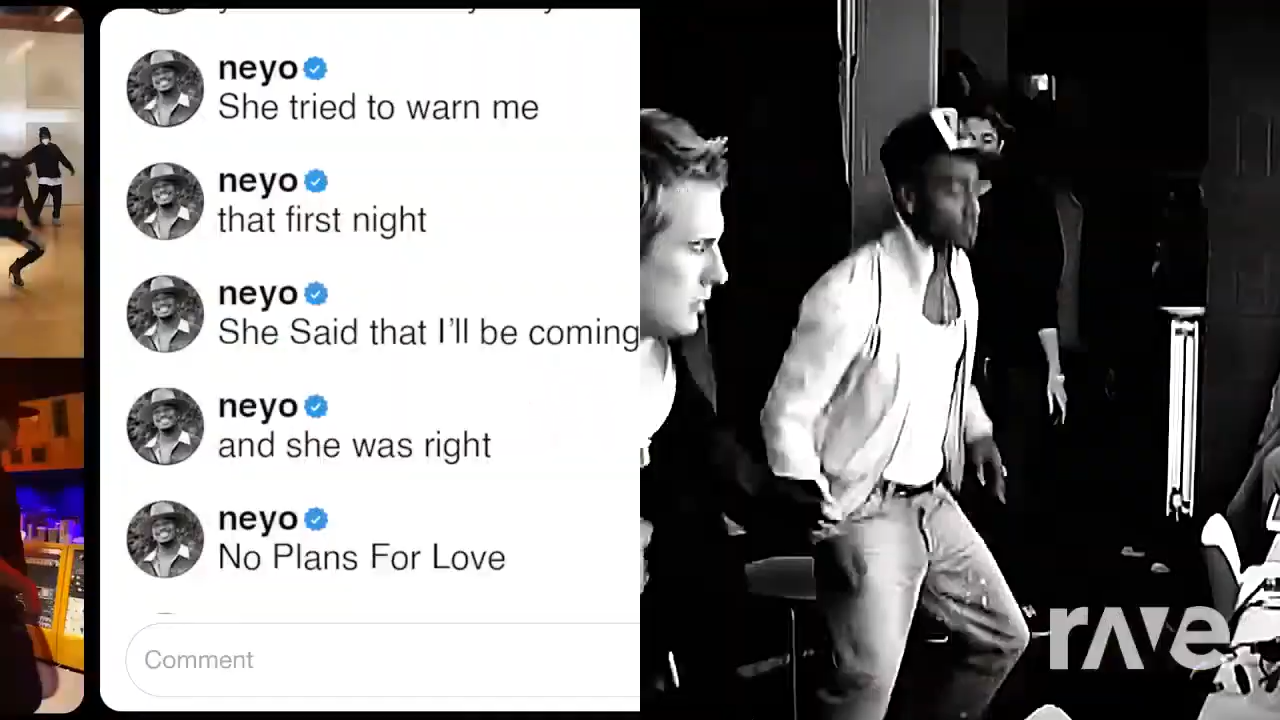 neyo
She tried to warn me
neyo
that first night
neyo
She Said that I'll be coming
neyo
and she was right
neyo
No Plans For Love
Comment
rave